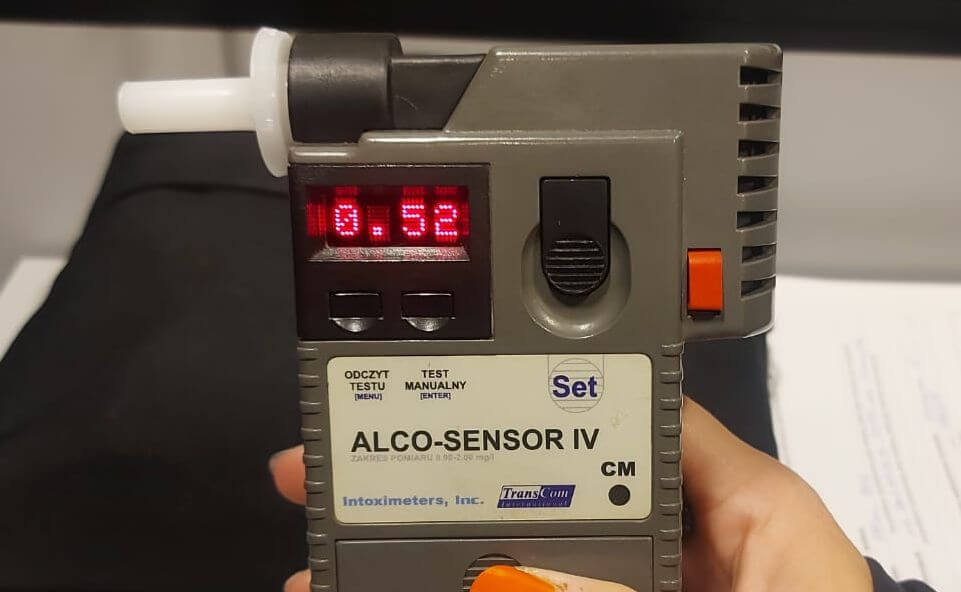 0.52
ODCZYT
TESTU
[MENU]
TEST
MANUALNY
[ENTER]
Set
ALCO-SENSOR IV
ZAKRES POMIARU 0.00-2.00 mg/l
CM
Intoximeters, Inc.
TransCom
International